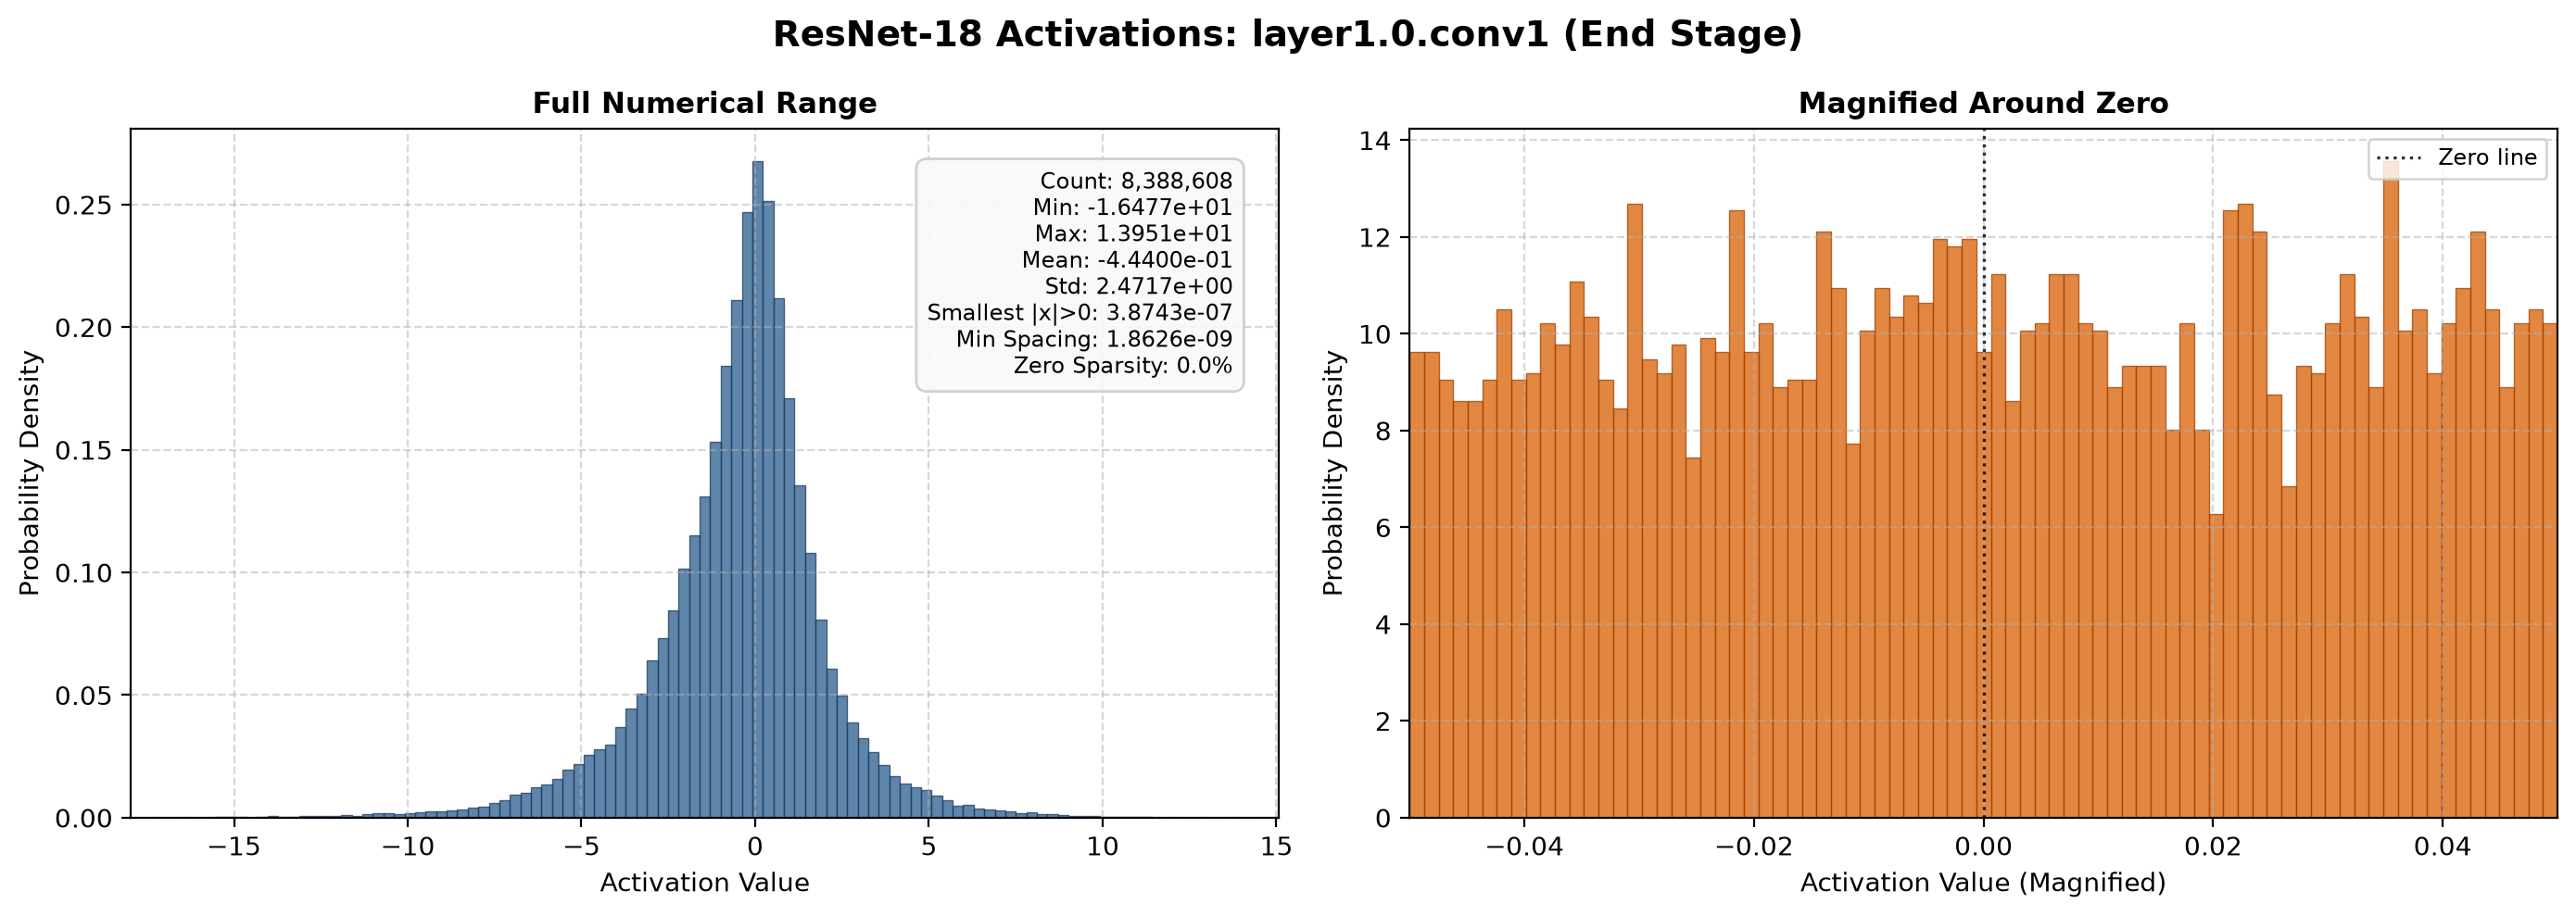 ResNet-18 Activations: layer1.0.conv1 (End Stage)
Full Numerical Range
Probability Density
0.25
0.20
0.15
0.10
0.05
0.00
Count: 8,388,608
Min: -1.6477e+01
Max: 1.3951e+01
Mean: -4.4400e-01
Std: 2.4717e+00
Smallest |x|>0: 3.8743e-07
Min Spacing: 1.8626e-09
Zero Sparsity: 0.0%
−15 −10 −5 0 5 10 15
Activation Value
Magnified Around Zero
Probability Density
14
12
10
8
6
4
2
0
Zero line
−0.04 −0.02 0.00 0.02 0.04
Activation Value (Magnified)